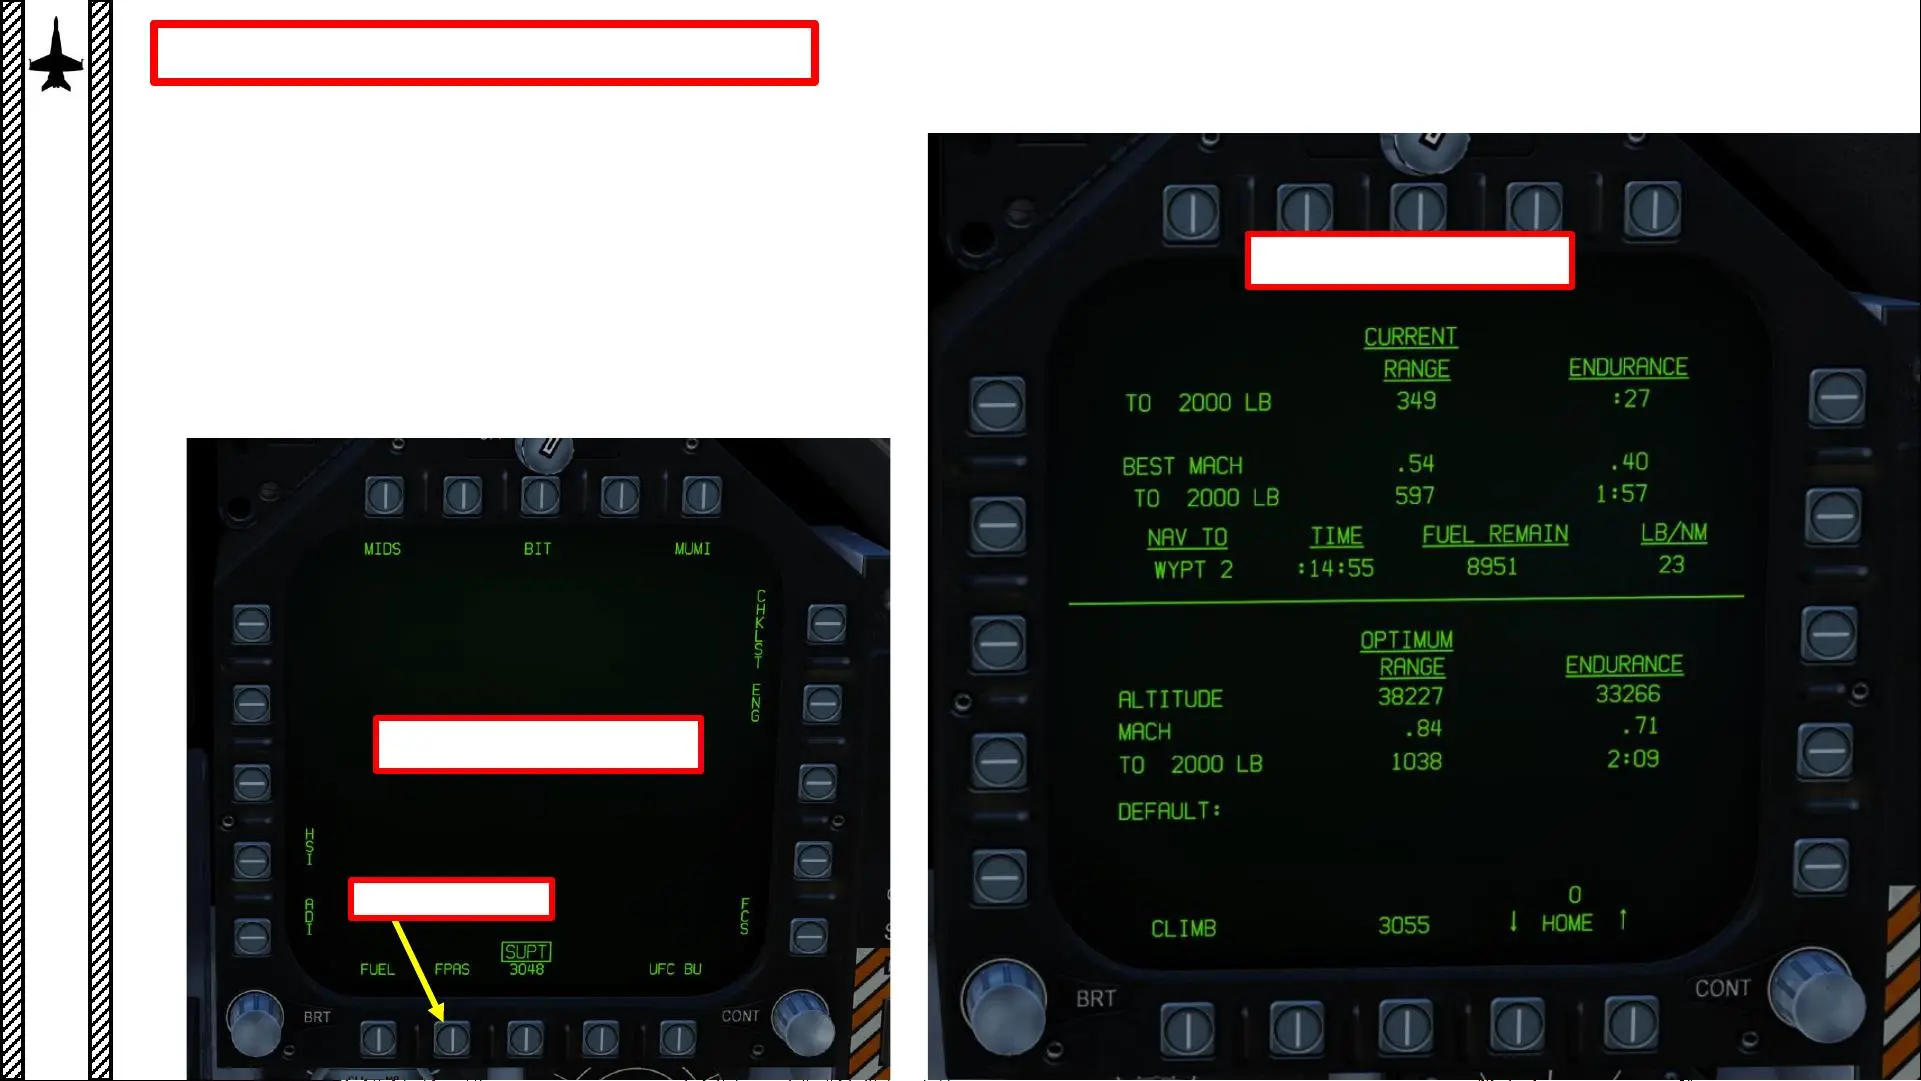 CURRENT
RANGE ENDURANCE
TO 2000 LB 349 :27
BEST MACH .54 .40
TO 2000 LB 597 1:57
NAV TO TIME FUEL REMAIN LB/NM
WYPT 2 :14:55 8951 23
OPTIMUM
RANGE ENDURANCE
ALTITUDE 38227 33266
MACH .84 .71
TO 2000 LB 1038 2:09
DEFAULT:
0
CLIMB 3055 ↓ HOME ↑
BRT CONT
MIDS BIT MUMI
CHKLST
ENG
HSI
ADI
FCS
SUPT
FUEL FPAS 3048 UFC BU
BRT CONT